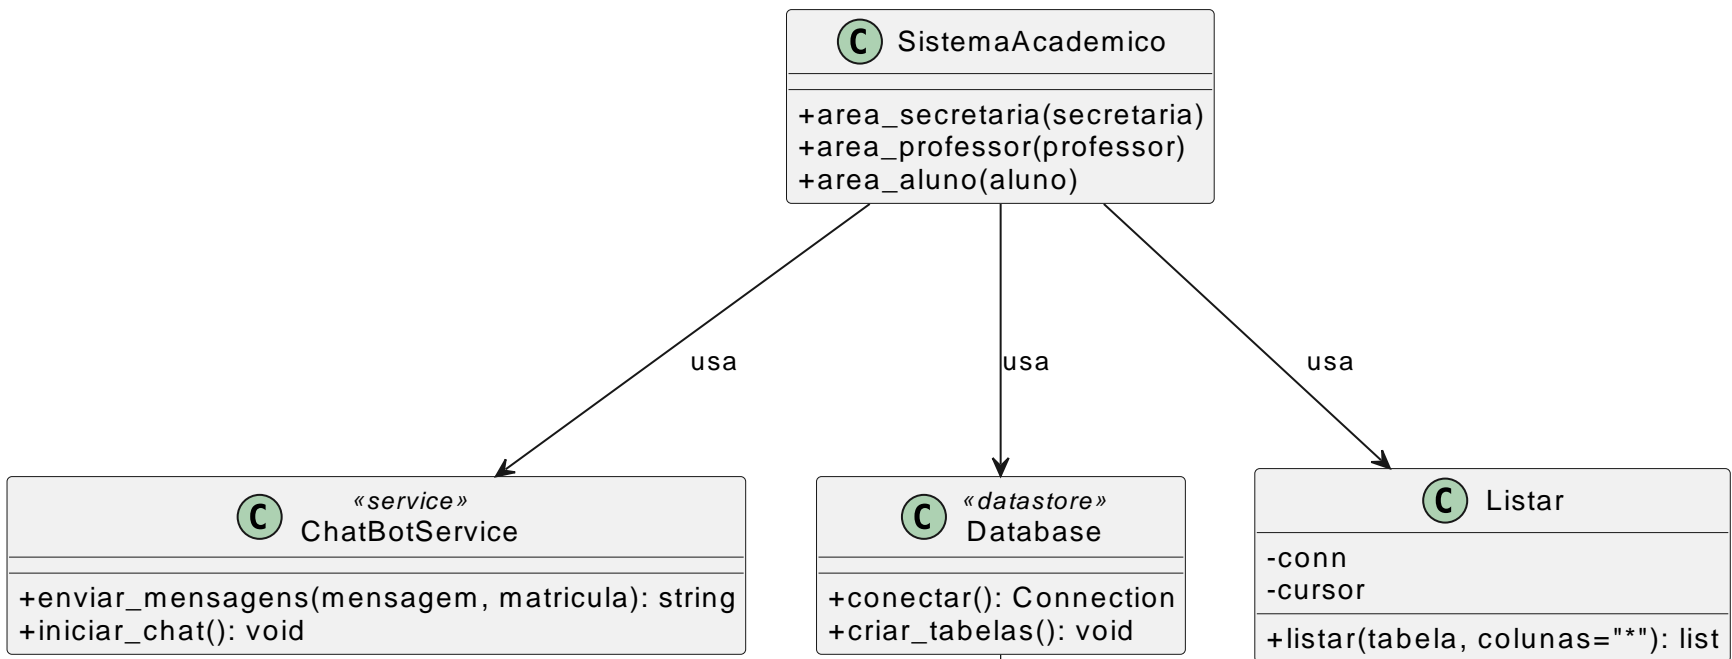 C SistemaAcademico
+area_secretaria(secretaria)
+area_professor(professor)
+area_aluno(aluno)
usa
usa
usa
C «service»
ChatBotService
+enviar_mensagens(mensagem, matricula): string
+iniciar_chat(): void
C «datastore»
Database
+conectar(): Connection
+criar_tabelas(): void
C Listar
-conn
-cursor
+listar(tabela, colunas="*"): list